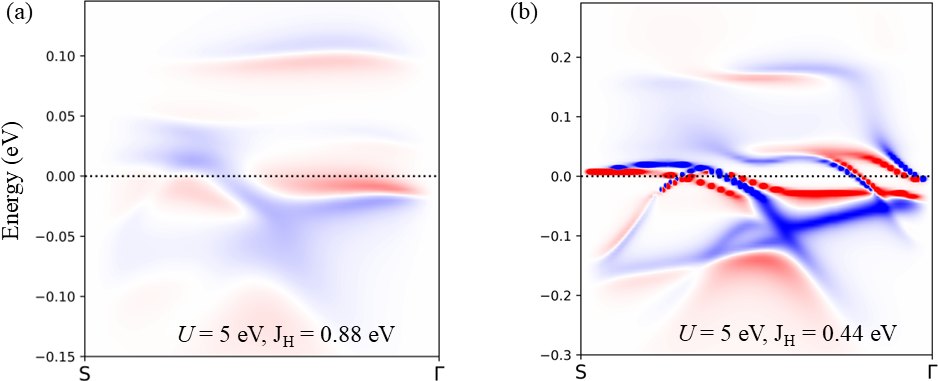 (a)
(b)
Energy (eV)
0.10
0.05
0.00
−0.05
−0.10
−0.15
S
Γ
U = 5 eV, J_H = 0.88 eV
0.2
0.1
0.0
−0.1
−0.2
−0.3
S
Γ
U = 5 eV, J_H = 0.44 eV